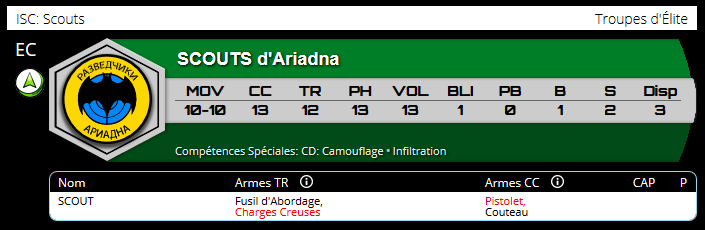 ISC: Scouts Troupes d'Élite
EC
РАЗВЕДЧИКИ
АРИАДНА
SCOUTS d'Ariadna
MOV CC TR PH VOL BLI PB B S Disp
10-10 13 12 13 13 1 0 1 2 3
Compétences Spéciales: CD: Camouflage • Infiltration
Nom Armes TR Armes CC CAP P
SCOUT Fusil d'Abordage, Pistolet,
Charges Creuses Couteau